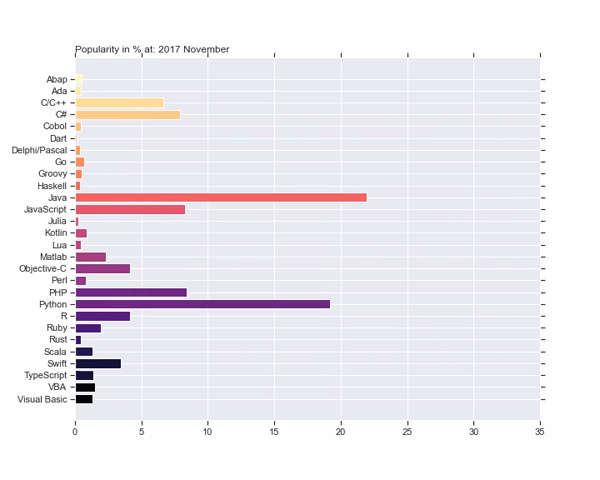 Popularity in % at: 2017 November
Abap
Ada
C/C++
C#
Cobol
Dart
Delphi/Pascal
Go
Groovy
Haskell
Java
JavaScript
Julia
Kotlin
Lua
Matlab
Objective-C
Perl
PHP
Python
R
Ruby
Rust
Scala
Swift
TypeScript
VBA
Visual Basic
0 5 10 15 20 25 30 35